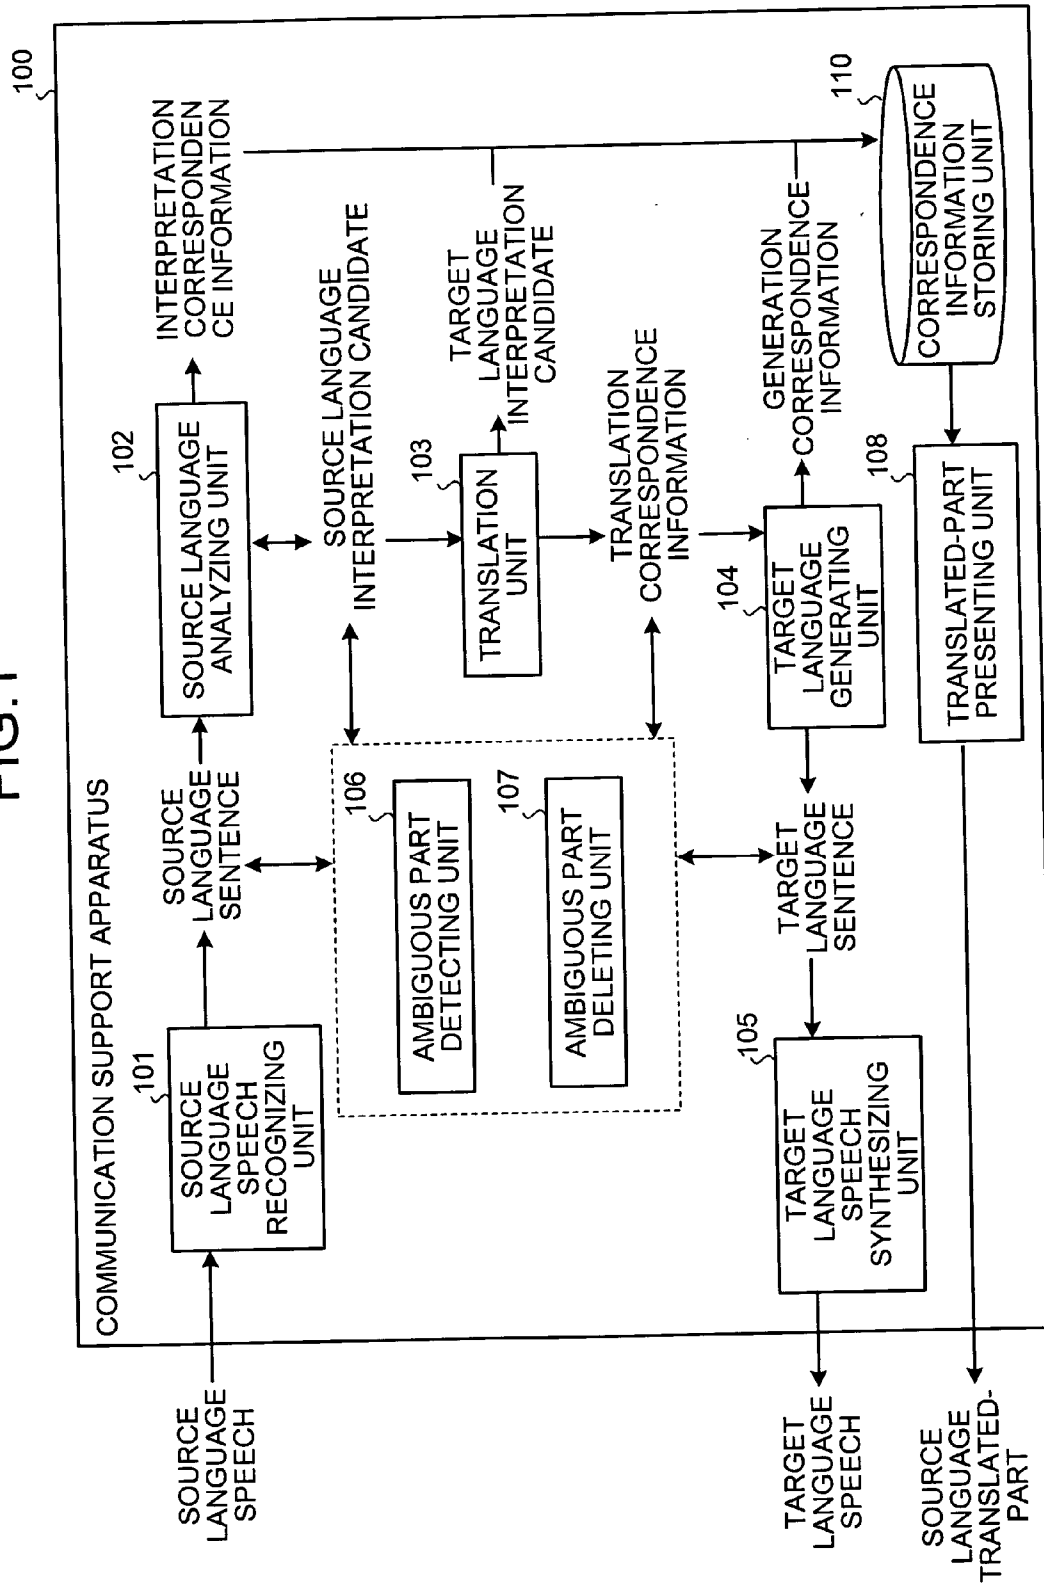 FIG.1
100
COMMUNICATION SUPPORT APPARATUS
SOURCE
LANGUAGE
SPEECH
101
SOURCE
LANGUAGE
SPEECH
RECOGNIZING
UNIT
SOURCE
LANGUAGE
SENTENCE
102
SOURCE LANGUAGE
ANALYZING UNIT
INTERPRETATION
CORRESPONDEN
CE INFORMATION
SOURCE LANGUAGE
INTERPRETATION CANDIDATE
106
AMBIGUOUS PART
DETECTING UNIT
107
AMBIGUOUS PART
DELETING UNIT
103
TRANSLATION
UNIT
TARGET
LANGUAGE
INTERPRETATION
CANDIDATE
TRANSLATION
CORRESPONDENCE
INFORMATION
TARGET
LANGUAGE
SPEECH
105
TARGET
LANGUAGE
SPEECH
SYNTHESIZING
UNIT
TARGET
LANGUAGE
SENTENCE
104
TARGET
LANGUAGE
GENERATING
UNIT
GENERATION
CORRESPONDENCE
INFORMATION
110
CORRESPONDENCE
INFORMATION
STORING UNIT
108
TRANSLATED-PART
PRESENTING UNIT
SOURCE
LANGUAGE
TRANSLATED-
PART